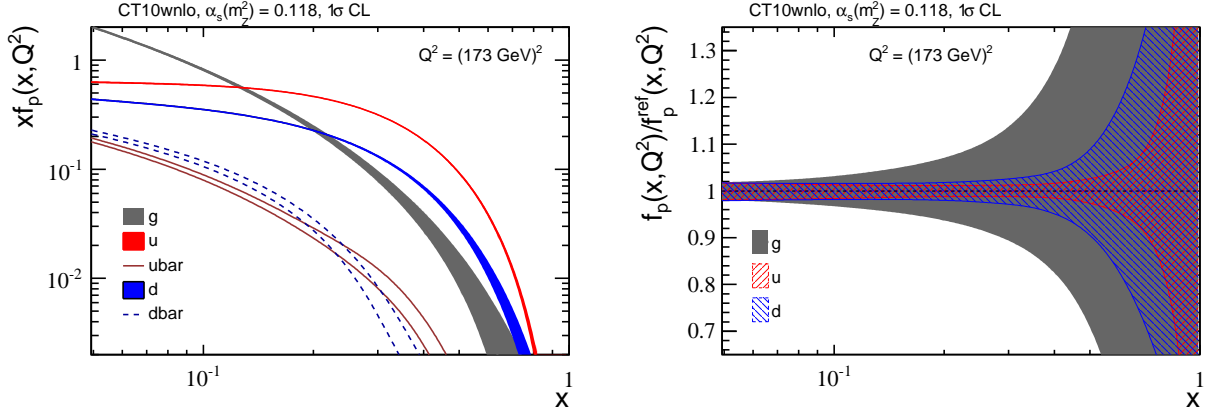 CT10wnlo, αs(m²Z) = 0.118, 1σ CL
Q² = (173 GeV)²
xfp(x,Q²)
1
10⁻¹
10⁻²
g
u
ubar
d
dbar
10⁻¹
1
x
CT10wnlo, αs(m²Z) = 0.118, 1σ CL
Q² = (173 GeV)²
fp(x,Q²)/fpʳᵉᶠ(x,Q²)
1.3
1.2
1.1
1
0.9
0.8
0.7
g
u
d
10⁻¹
1
x